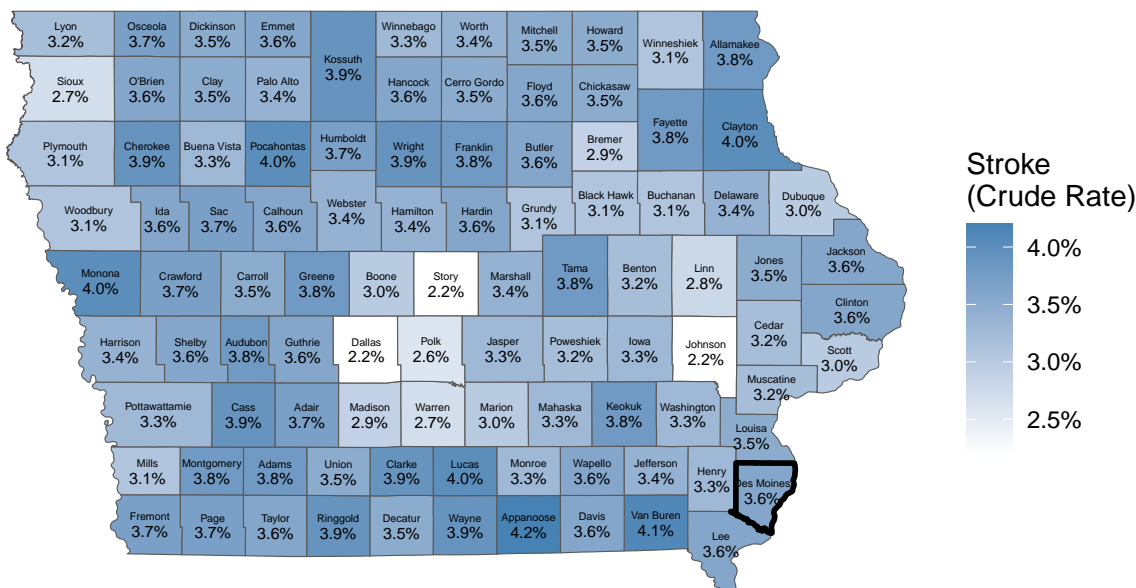 Lyon
3.2%
Osceola
3.7%
Dickinson
3.5%
Emmet
3.6%
Kossuth
3.9%
Winnebago
3.3%
Worth
3.4%
Mitchell
3.5%
Howard
3.5%
Winneshiek
3.1%
Allamakee
3.8%
Sioux
2.7%
O'Brien
3.6%
Clay
3.5%
Palo Alto
3.4%
Hancock
3.6%
Cerro Gordo
3.5%
Floyd
3.6%
Chickasaw
3.5%
Plymouth
3.1%
Cherokee
3.9%
Buena Vista
3.3%
Pocahontas
4.0%
Humboldt
3.7%
Wright
3.9%
Franklin
3.8%
Butler
3.6%
Bremer
2.9%
Fayette
3.8%
Clayton
4.0%
Woodbury
3.1%
Ida
3.6%
Sac
3.7%
Calhoun
3.6%
Webster
3.4%
Hamilton
3.4%
Hardin
3.6%
Grundy
3.1%
Black Hawk
3.1%
Buchanan
3.1%
Delaware
3.4%
Dubuque
3.0%
Monona
4.0%
Crawford
3.7%
Carroll
3.5%
Greene
3.8%
Boone
3.0%
Story
2.2%
Marshall
3.4%
Tama
3.8%
Benton
3.2%
Linn
2.8%
Jones
3.5%
Jackson
3.6%
Clinton
3.6%
Harrison
3.4%
Shelby
3.6%
Audubon
3.8%
Guthrie
3.6%
Dallas
2.2%
Polk
2.6%
Jasper
3.3%
Poweshiek
3.2%
Iowa
3.3%
Johnson
2.2%
Cedar
3.2%
Scott
3.0%
Muscatine
3.2%
Pottawattamie
3.3%
Cass
3.9%
Adair
3.7%
Madison
2.9%
Warren
2.7%
Marion
3.0%
Mahaska
3.3%
Keokuk
3.8%
Washington
3.3%
Louisa
3.5%
Mills
3.1%
Montgomery
3.8%
Adams
3.8%
Union
3.5%
Clarke
3.9%
Lucas
4.0%
Monroe
3.3%
Wapello
3.6%
Jefferson
3.4%
Henry
3.3%
Des Moines
3.6%
Fremont
3.7%
Page
3.7%
Taylor
3.6%
Ringgold
3.9%
Decatur
3.5%
Wayne
3.9%
Appanoose
4.2%
Davis
3.6%
Van Buren
4.1%
Lee
3.6%
Stroke
(Crude Rate)
4.0%
3.5%
3.0%
2.5%